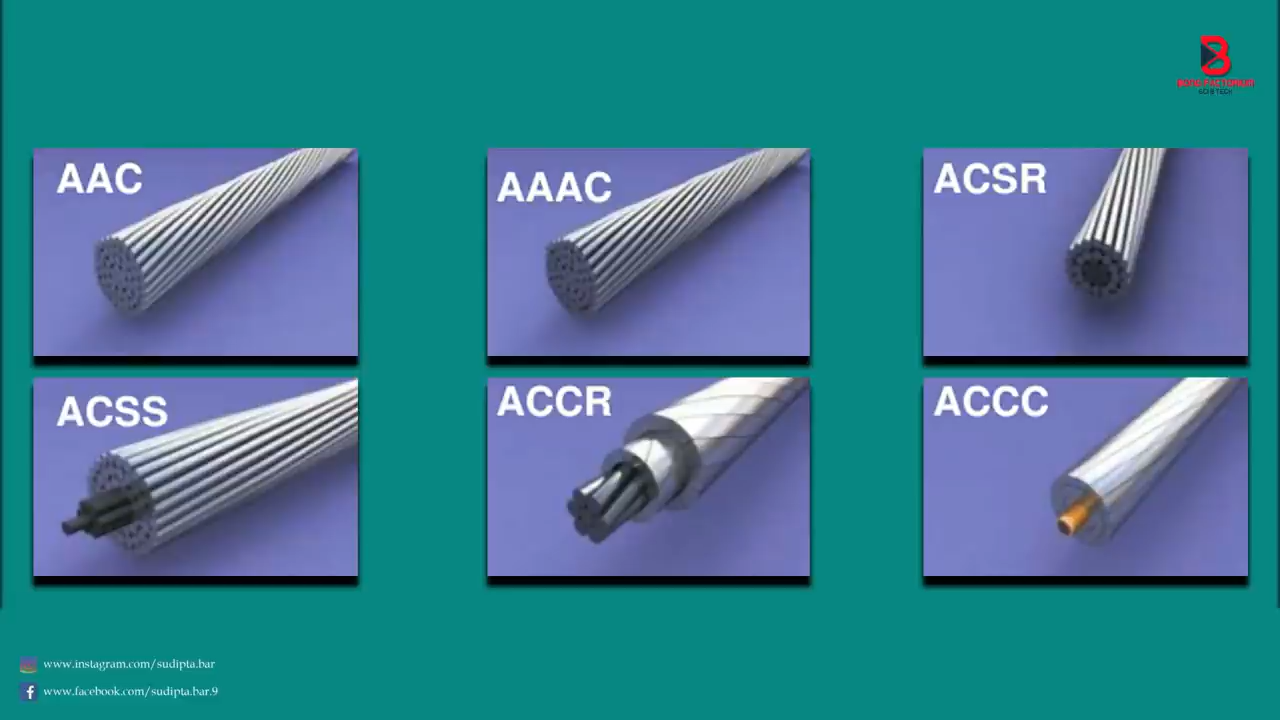 AAC
AAAC
ACSR
ACSS
ACCR
ACCC
www.instagram.com/sudipta.bar
www.facebook.com/sudipta.bar.9